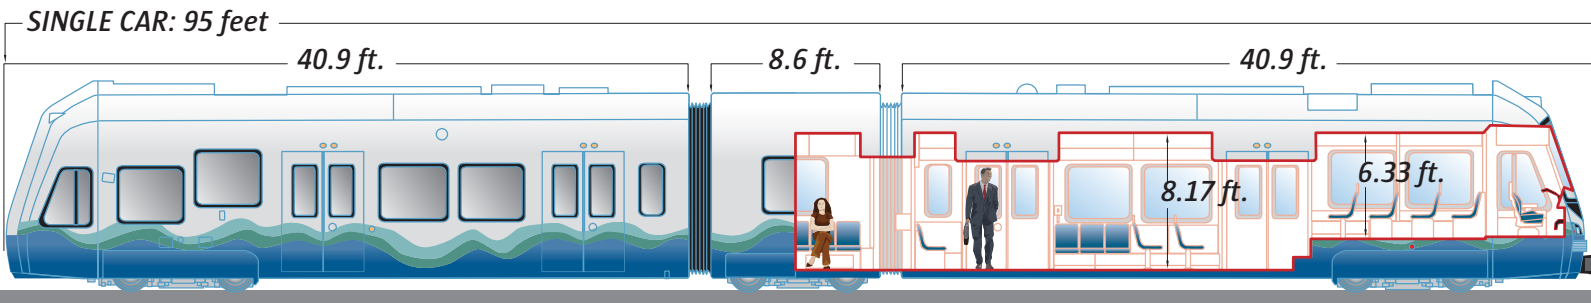 SINGLE CAR: 95 feet
40.9 ft.
8.6 ft.
40.9 ft.
8.17 ft.
6.33 ft.